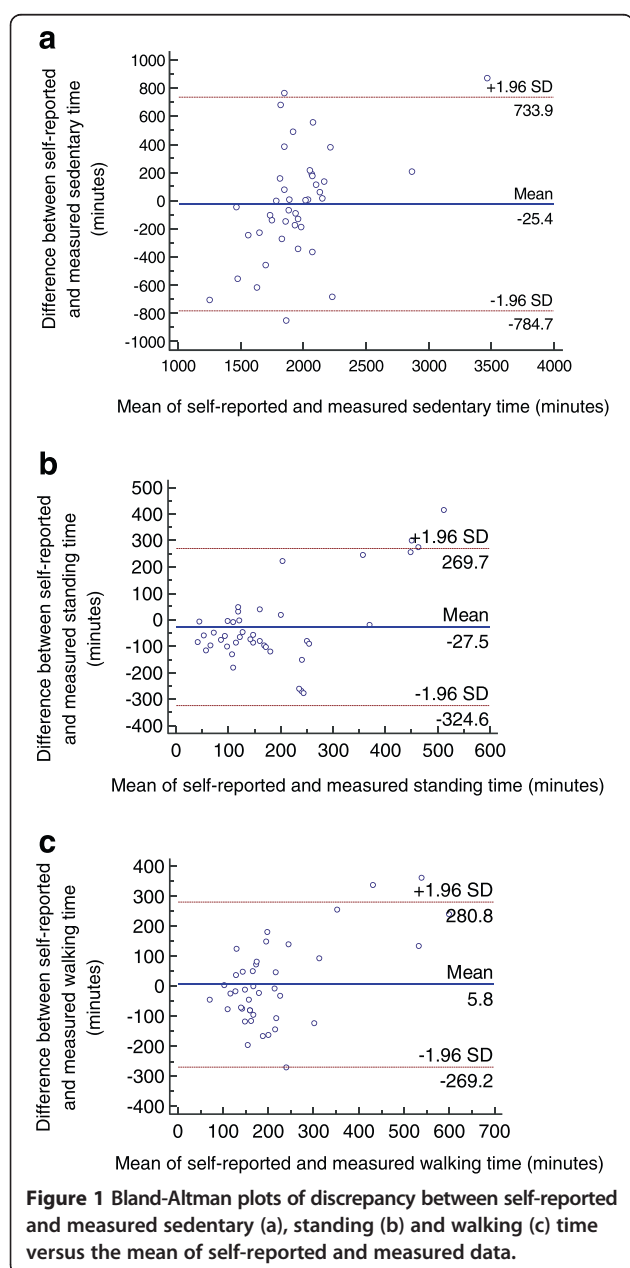 a
Difference between self-reported
and measured sedentary time
(minutes)
1000
800
600
400
200
0
-200
-400
-600
-800
-1000
+1.96 SD
733.9
Mean
-25.4
-1.96 SD
-784.7
1000 1500 2000 2500 3000 3500 4000
Mean of self-reported and measured sedentary time (minutes)
b
Difference between self-reported
and measured standing time
(minutes)
500
400
300
200
100
0
-100
-200
-300
-400
+1.96 SD
269.7
Mean
-27.5
-1.96 SD
-324.6
0 100 200 300 400 500 600
Mean of self-reported and measured standing time (minutes)
c
Difference between self-reported
and measured walking time
(minutes)
400
300
200
100
0
-100
-200
-300
-400
+1.96 SD
280.8
Mean
5.8
-1.96 SD
-269.2
0 100 200 300 400 500 600 700
Mean of self-reported and measured walking time (minutes)
Figure 1 Bland-Altman plots of discrepancy between self-reported
and measured sedentary (a), standing (b) and walking (c) time
versus the mean of self-reported and measured data.